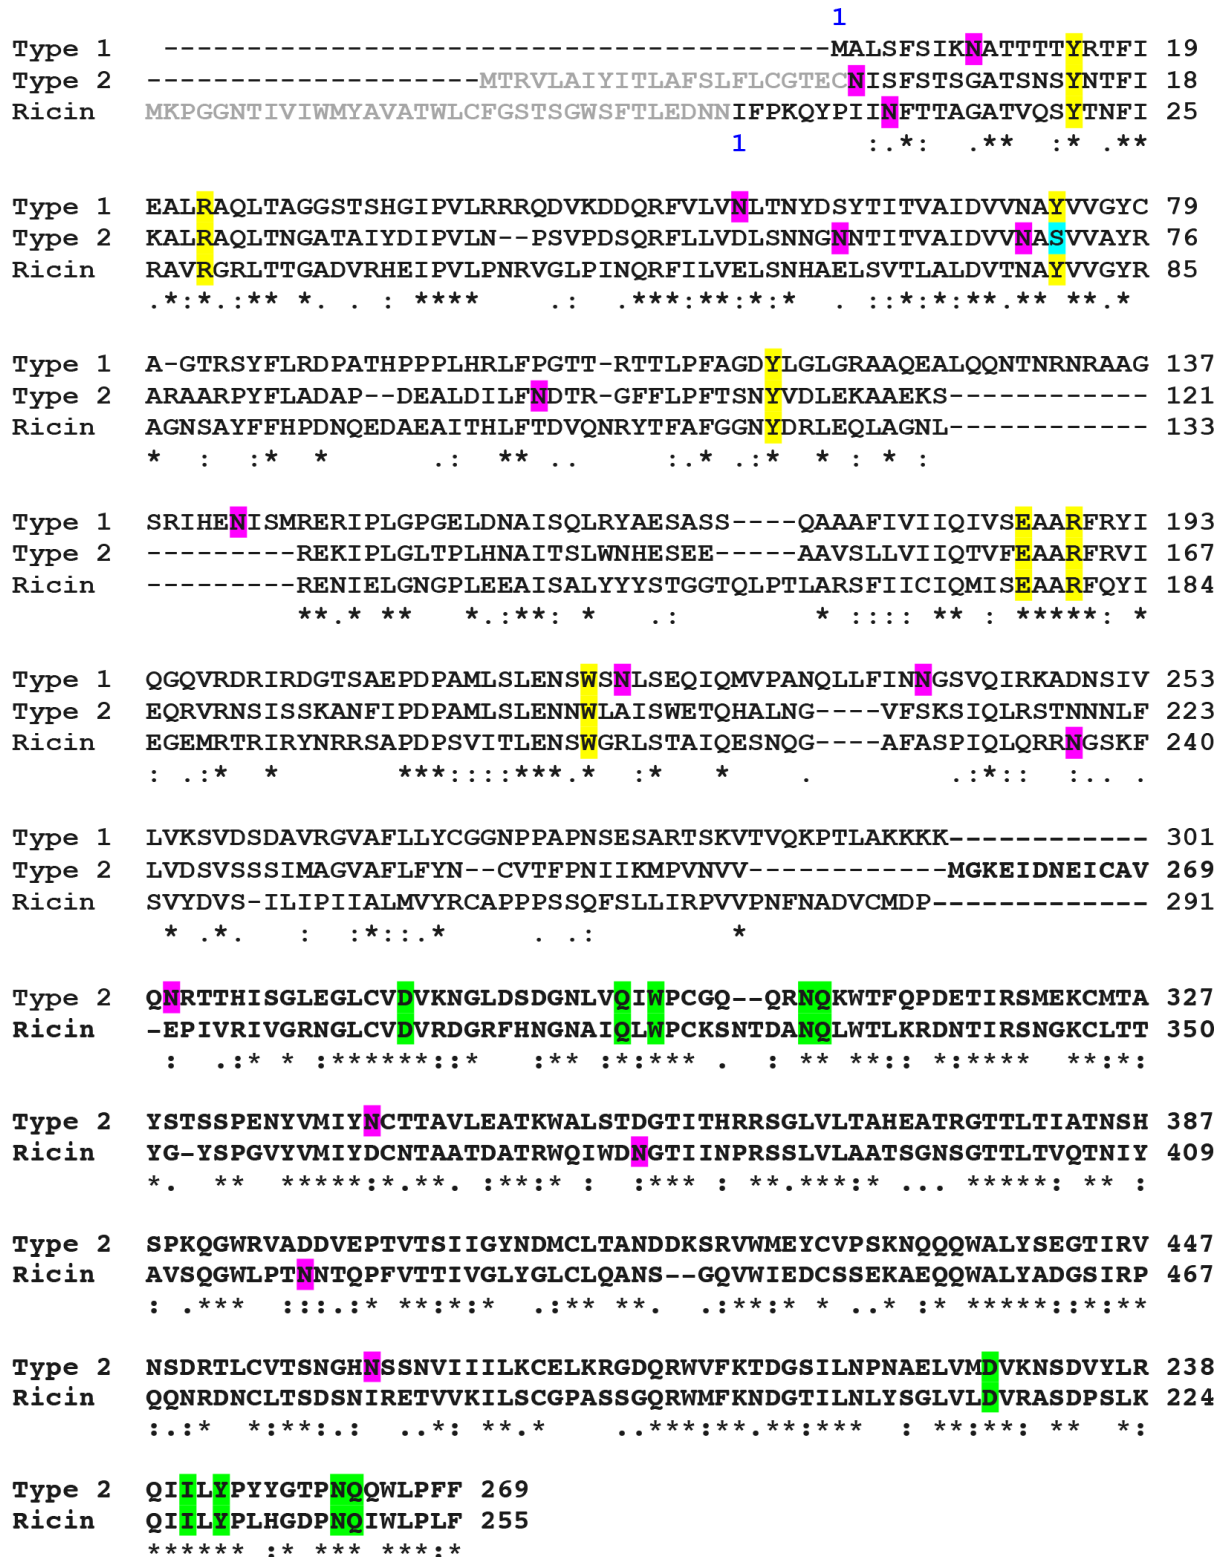 1
Type 1 ----------------------------------------MALSFSIKNATTTTYRTFI 19
Type 2 --------------------MTRVLAIYITLAFSLFLCGTECNISFSTSGATSNSYNTFI 18
Ricin MKPGGNTIVIWMYAVATWLCFGSTSGWSFTLEDNNIFPKQYPIINFTTAGATVQSYTNFI 25
1 :.*: .** :* .**
Type 1 EALRAQLTAGGSTSHGIPVLRRRQDVKDDQRFVLVNLTNYDSYTITVAIDVVNAYVVGYC 79
Type 2 KALRAQLTNGATAIYDIPVLN--PSVPDSQRFLLVDLSNNGNNTITVAIDVVNASVVAYR 76
Ricin RAVRGRLTTGADVRHEIPVLPNRVGLPINQRFILVELSNHAELSVTLALDVTNAYVVGYR 85
.*:*.:** *. . : **** .: .***:**:*:* . ::*:*:**.** **.*
Type 1 A-GTRSYFLRDPATHPPPLHRLFPGTT-RTTLPFAGDYLGLGRAAQEALQQNTNRNRAAG 137
Type 2 ARAARPYFLADAP--DEALDILFNDTR-GFFLPFTSNYVDLEKAAEKS------------ 121
Ricin AGNSAYFFHPDNQEDAEAITHLFTDVQNRYTFAFGGNYDRLEQLAGNL------------ 133
* : :* * .: ** .. :.* .:* * : * :
Type 1 SRIHENISMRERIPLGPGELDNAISQLRYAESASS----QAAAFIVIIQIVSEAARFRYI 193
Type 2 ---------REKIPLGLTPLHNAITSLWNHESEE-----AAVSLLVIIQTVFEAARFRVI 167
Ricin ---------RENIELGNGPLEEAISALYYYSTGGTQLPTLARSFIICIQMISEAARFQYI 184
**.* ** *.:**: * .: * :::: ** : *****: *
Type 1 QGQVRDRIRDGTSAEPDPAMLSLENSWSNLSEQIQMVPANQLLFINNGSVQIRKADNSIV 253
Type 2 EQRVRNSISSKANFIPDPAMLSLENNWLAISWETQHALNG----VFSKSIQLRSTNNNLF 223
Ricin EGEMRTRIRYNRRSAPDPSVITLENSWGRLSTAIQESNQG----AFASPIQLQRRNGSKF 240
: .:* * ***::::***.* :* * . .:*:: :.. .
Type 1 LVKSVDSDAVRGVAFLLYCGGNPPAPNSESARTSKVTVQKPTLAKKKK------------ 301
Type 2 LVDSVSSSIMAGVAFLFYN--CVTFPNIIKMPVNVV------------MGKEIDNEICAV 269
Ricin SVYDVS-ILIPIIALMVYRCAPPPSSQFSLLIRPVVPNFNADVCMDP------------- 291
* .*. : :*::.* . .: *
Type 2 QNRTTHISGLEGLCVDVKNGLDSDGNLVQIWPCGQ--QRNQKWTFQPDETIRSMEKCMTA 327
Ricin -EPIVRIVGRNGLCVDVRDGRFHNGNAIQLWPCKSNTDANQLWTLKRDNTIRSNGKCLTT 350
: .:* * :******::* :** :*:*** . : ** **:: *:**** **:*:
Type 2 YSTSSPENYVMIYNCTTAVLEATKWALSTDGTITHRRSGLVLTAHEATRGTTLTIATNSH 387
Ricin YG-YSPGVYVMIYDCNTAATDATRWQIWDNGTIINPRSSLVLAATSGNSGTTLTVQTNIY 409
*. ** *****:*.**. :**:* : :*** : **.***:* ... *****: ** :
Type 2 SPKQGWRVADDVEPTVTSIIGYNDMCLTANDDKSRVWMEYCVPSKNQQQWALYSEGTIRV 447
Ricin AVSQGWLPTNNTQPFVTTIVGLYGLCLQANS--GQVWIEDCSSEKAEQQWALYADGSIRP 467
: .*** :::.:* **:*:* .:** **. .:**:* * ..* :* *****::*:**
Type 2 NSDRTLCVTSNGHNSSNVIIILKCELKRGDQRWVFKTDGSILNPNAELVMDVKNSDVYLR 238
Ricin QQNRDNCLTSDSNIRETVVKILSCGPASSGQRWMFKNDGTILNLYSGLVLDVRASDPSLK 224
:.:* *:**:.: ..*: **.* ..***:**.**:*** : **:**: ** *:
Type 2 QIILYPYYGTPNQQWLPFF 269
Ricin QIILYPLHGDPNQIWLPLF 255
****** :* *** ***:*